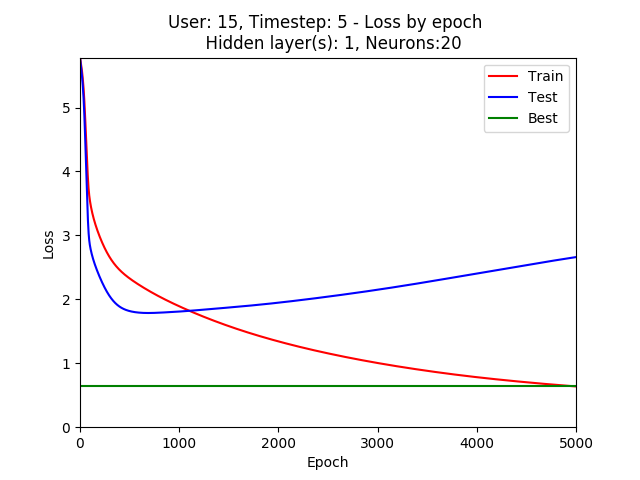 User: 15, Timestep: 5 - Loss by epoch
Hidden layer(s): 1, Neurons:20
Train
Test
Best
5
4
3
2
1
0
Loss
0 1000 2000 3000 4000 5000
Epoch